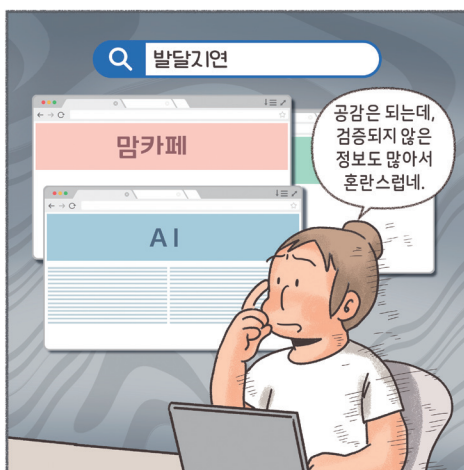 발달지연
맘카페
AI
공감은 되는데,
검증되지 않은
정보도 많아서
혼란스럽네.